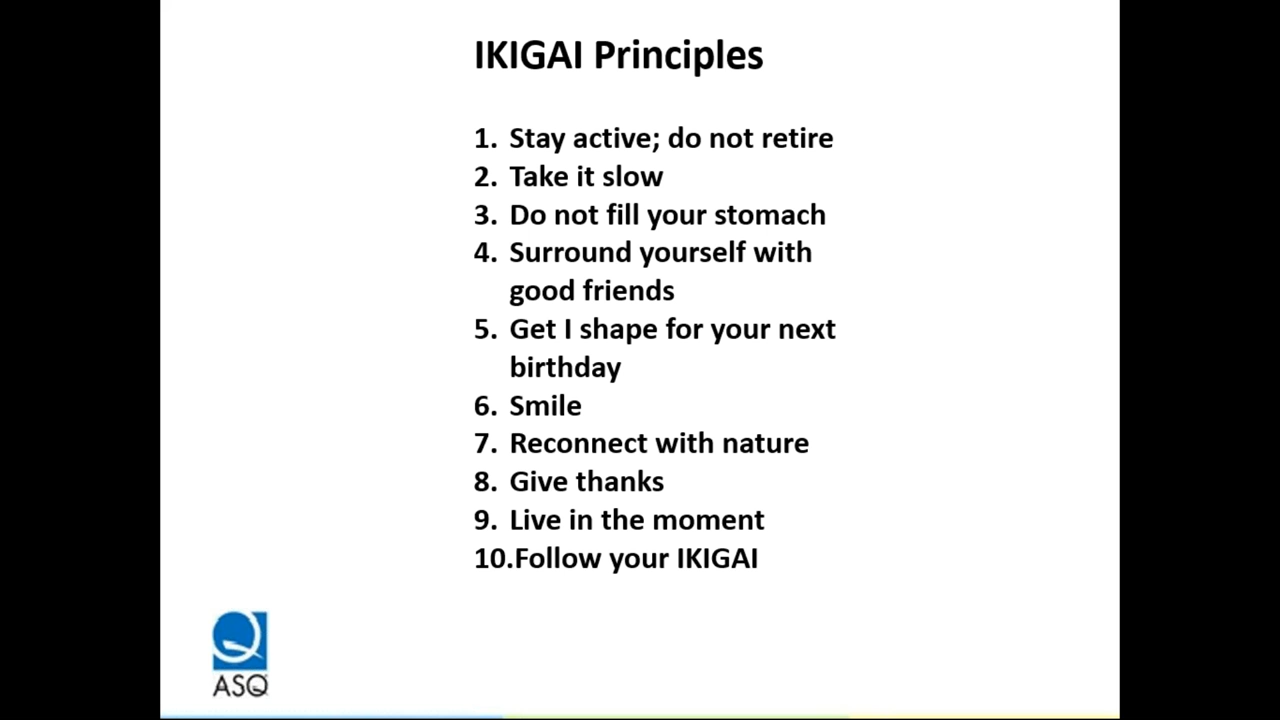 IKIGAI Principles
1. Stay active; do not retire
2. Take it slow
3. Do not fill your stomach
4. Surround yourself with
good friends
5. Get I shape for your next
birthday
6. Smile
7. Reconnect with nature
8. Give thanks
9. Live in the moment
10.Follow your IKIGAI
ASQ